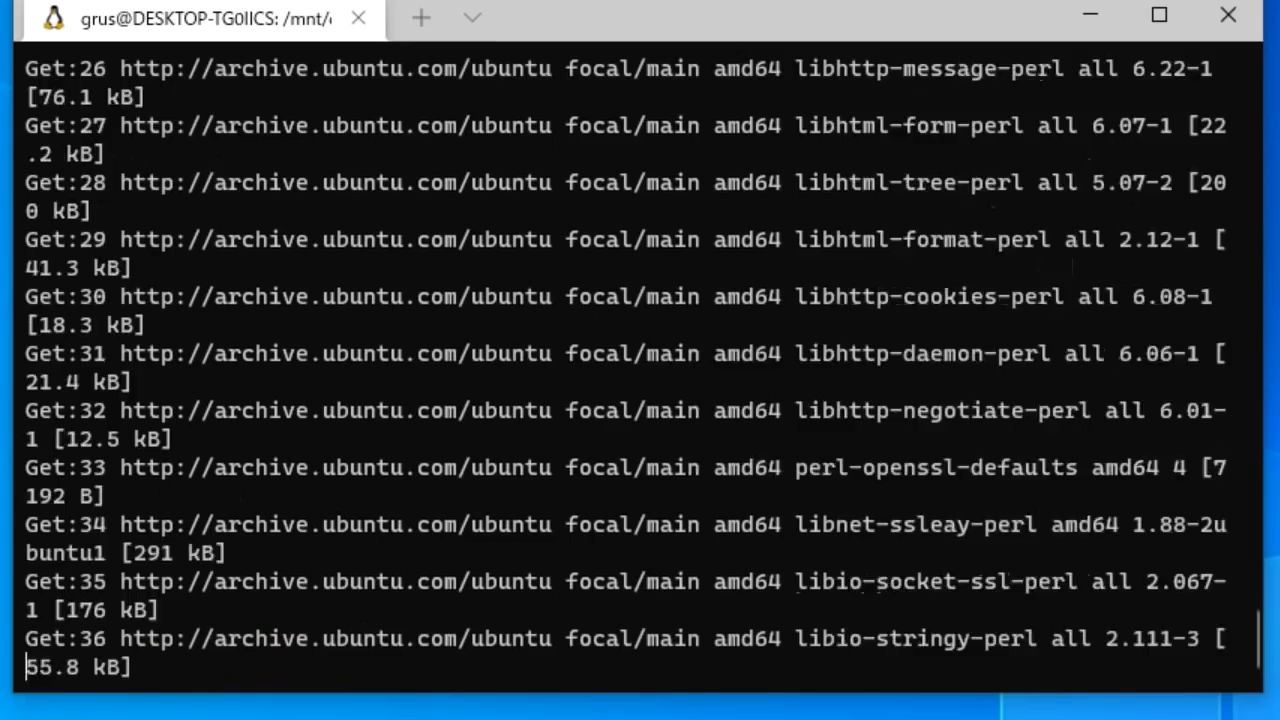 grus@DESKTOP-TG0IICS: /mnt/
Get:26 http://archive.ubuntu.com/ubuntu focal/main amd64 libhttp-message-perl all 6.22-1
[76.1 kB]
Get:27 http://archive.ubuntu.com/ubuntu focal/main amd64 libhtml-form-perl all 6.07-1 [22
.2 kB]
Get:28 http://archive.ubuntu.com/ubuntu focal/main amd64 libhtml-tree-perl all 5.07-2 [20
0 kB]
Get:29 http://archive.ubuntu.com/ubuntu focal/main amd64 libhtml-format-perl all 2.12-1 [
41.3 kB]
Get:30 http://archive.ubuntu.com/ubuntu focal/main amd64 libhttp-cookies-perl all 6.08-1
[18.3 kB]
Get:31 http://archive.ubuntu.com/ubuntu focal/main amd64 libhttp-daemon-perl all 6.06-1 [
21.4 kB]
Get:32 http://archive.ubuntu.com/ubuntu focal/main amd64 libhttp-negotiate-perl all 6.01-
1 [12.5 kB]
Get:33 http://archive.ubuntu.com/ubuntu focal/main amd64 perl-openssl-defaults amd64 4 [7
192 B]
Get:34 http://archive.ubuntu.com/ubuntu focal/main amd64 libnet-ssleay-perl amd64 1.88-2u
buntu1 [291 kB]
Get:35 http://archive.ubuntu.com/ubuntu focal/main amd64 libio-socket-ssl-perl all 2.067-
1 [176 kB]
Get:36 http://archive.ubuntu.com/ubuntu focal/main amd64 libio-stringy-perl all 2.111-3 [
55.8 kB]